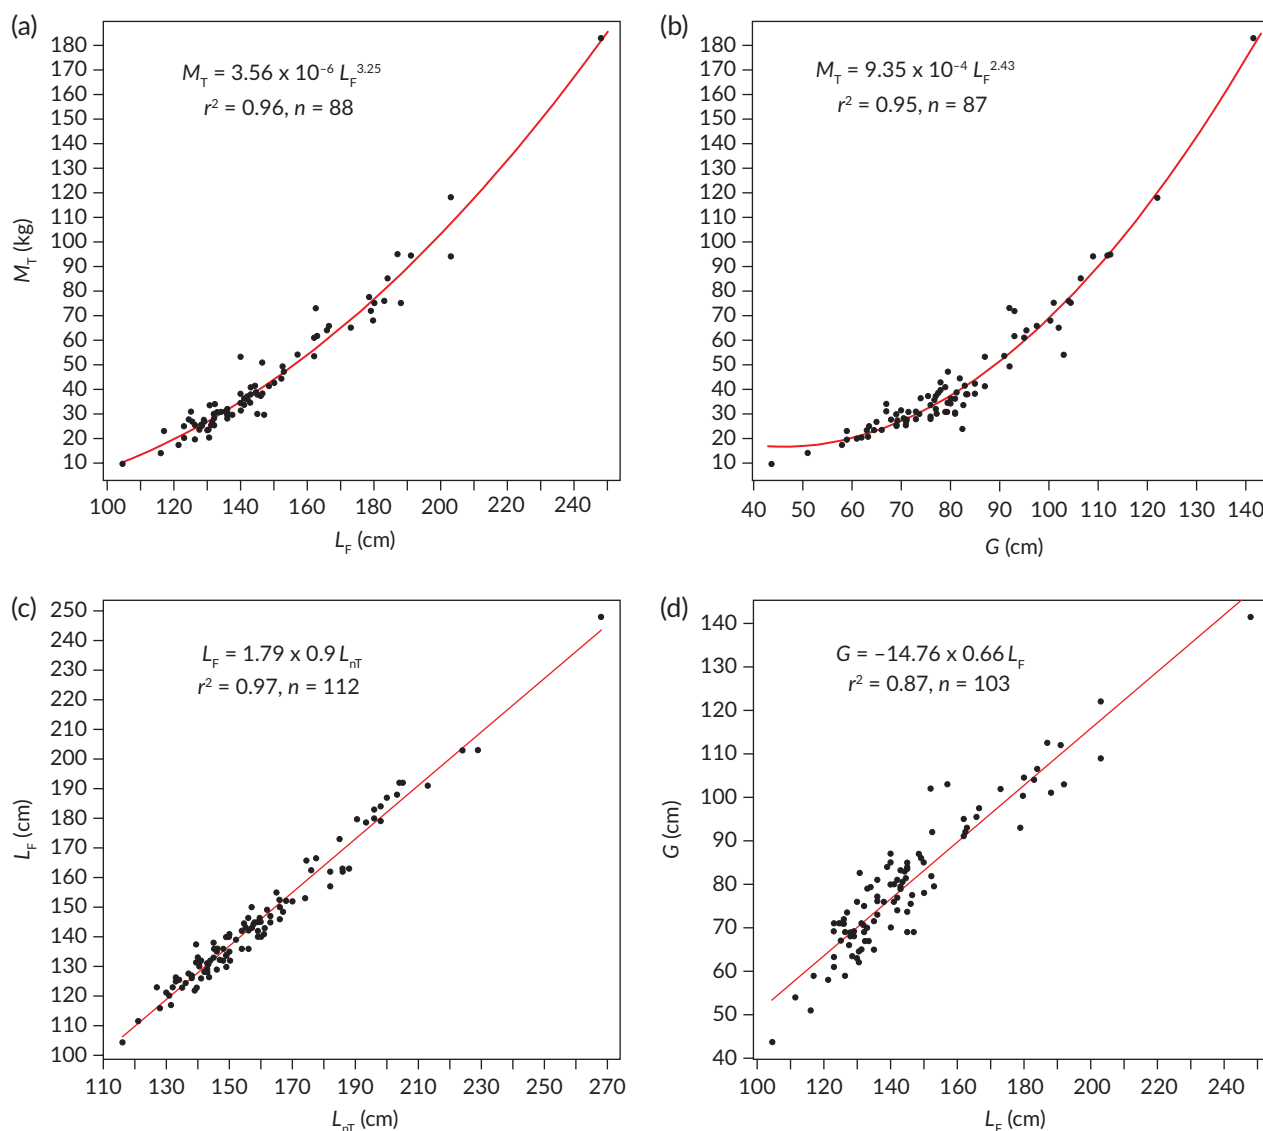 (a)
180
170
160
150
140
130
120
110
100
90
80
70
60
50
40
30
20
10
M_T (kg)
M_T = 3.56 x 10⁻⁶ L_F^3.25
r² = 0.96, n = 88
100 120 140 160 180 200 220 240
L_F (cm)
(b)
180
170
160
150
140
130
120
110
100
90
80
70
60
50
40
30
20
10
M_T = 9.35 x 10⁻⁴ L_F^2.43
r² = 0.95, n = 87
40 50 60 70 80 90 100 110 120 130 140
G (cm)
(c)
250
240
230
220
210
200
190
180
170
160
150
140
130
120
110
100
L_F (cm)
L_F = 1.79 x 0.9 L_nT
r² = 0.97, n = 112
110 130 150 170 190 210 230 250 270
L_nT (cm)
(d)
140
130
120
110
100
90
80
70
60
50
40
G (cm)
G = –14.76 x 0.66 L_F
r² = 0.87, n = 103
100 120 140 160 180 200 220 240
L_F (cm)